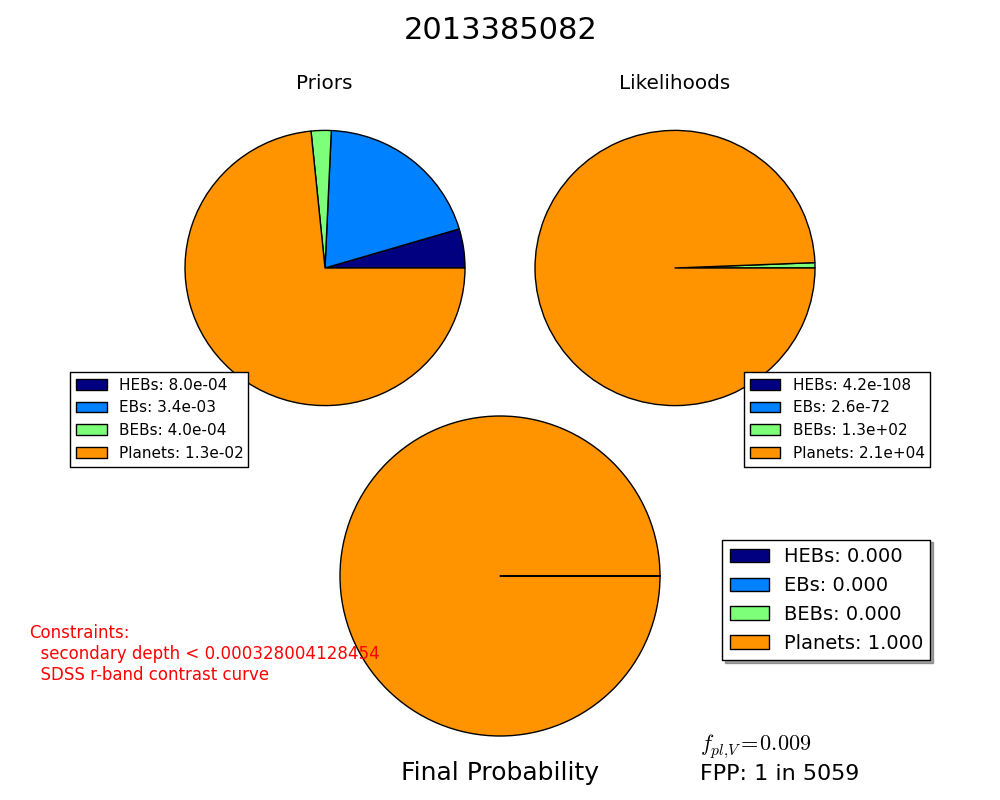 2013385082
Priors
Likelihoods
HEBs: 8.0e-04
EBs: 3.4e-03
BEBs: 4.0e-04
Planets: 1.3e-02
HEBs: 4.2e-108
EBs: 2.6e-72
BEBs: 1.3e+02
Planets: 2.1e+04
HEBs: 0.000
EBs: 0.000
BEBs: 0.000
Planets: 1.000
Constraints:
secondary depth < 0.000328004128454
SDSS r-band contrast curve
Final Probability
f_{pl,V} = 0.009
FPP: 1 in 5059